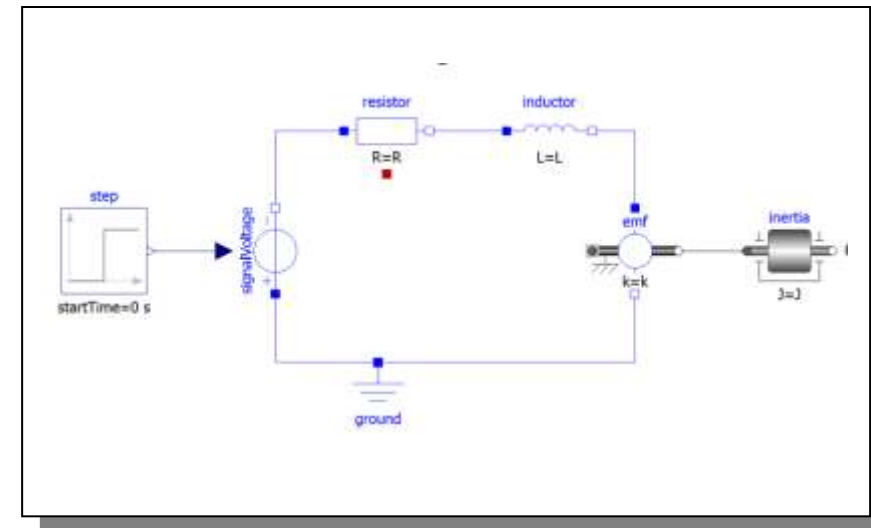 resistor
inductor
R=R
L=L
step
signalVoltage
-
+
emf
inertia
startTime=0 s
k=k
J=J
ground